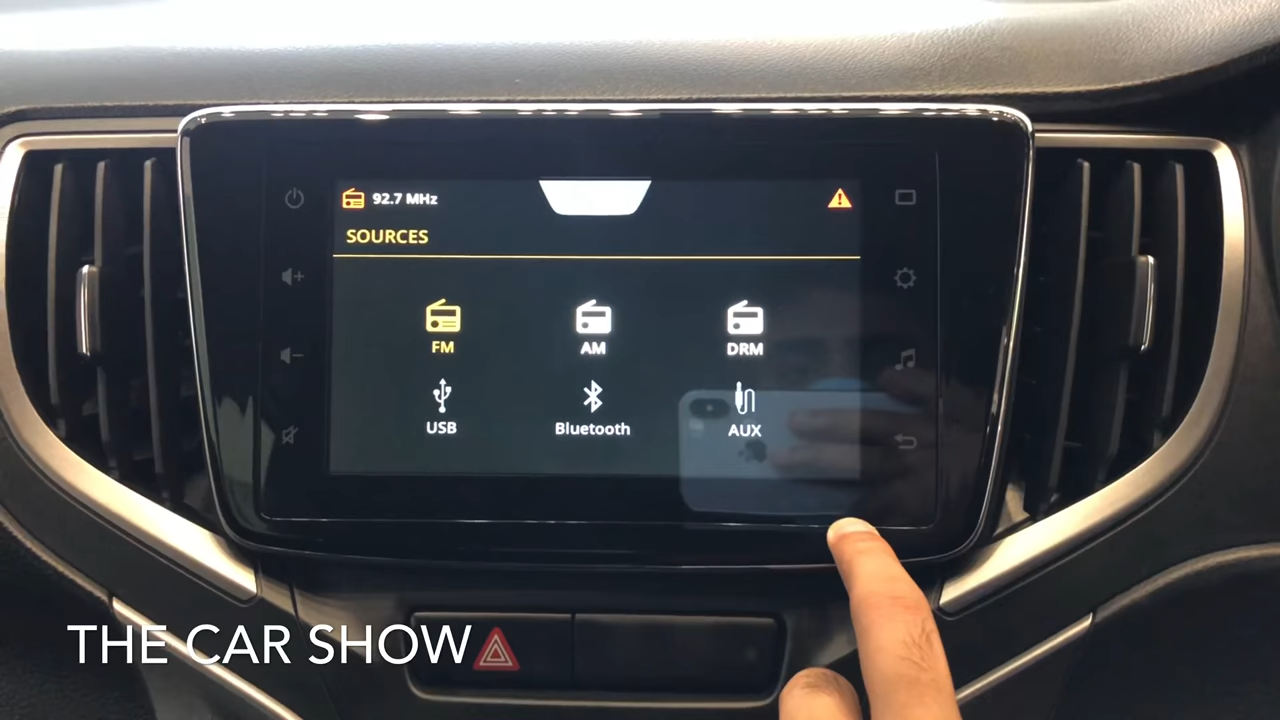 92.7 MHz
SOURCES
FM AM DRM
USB Bluetooth AUX
THE CAR SHOW